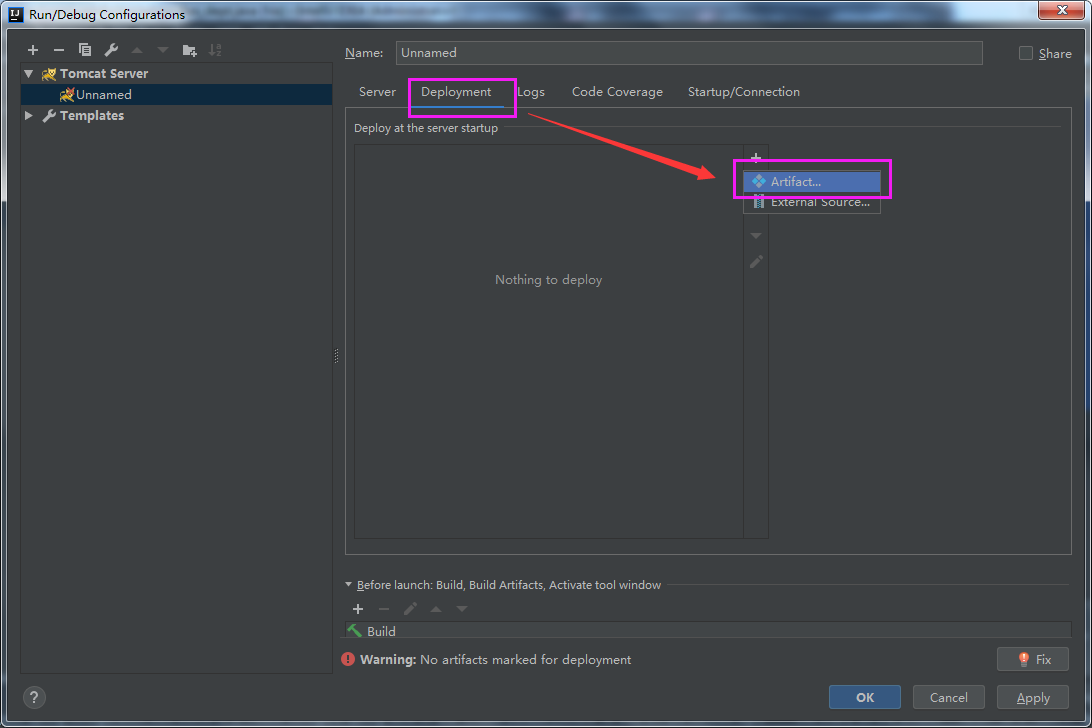 Run/Debug Configurations
Name: Unnamed Share
Tomcat Server
Unnamed
Templates
Server Deployment Logs Code Coverage Startup/Connection
Deploy at the server startup
Artifact...
External Source...
Nothing to deploy
Before launch: Build, Build Artifacts, Activate tool window
Build
Warning: No artifacts marked for deployment
Fix
? OK Cancel Apply